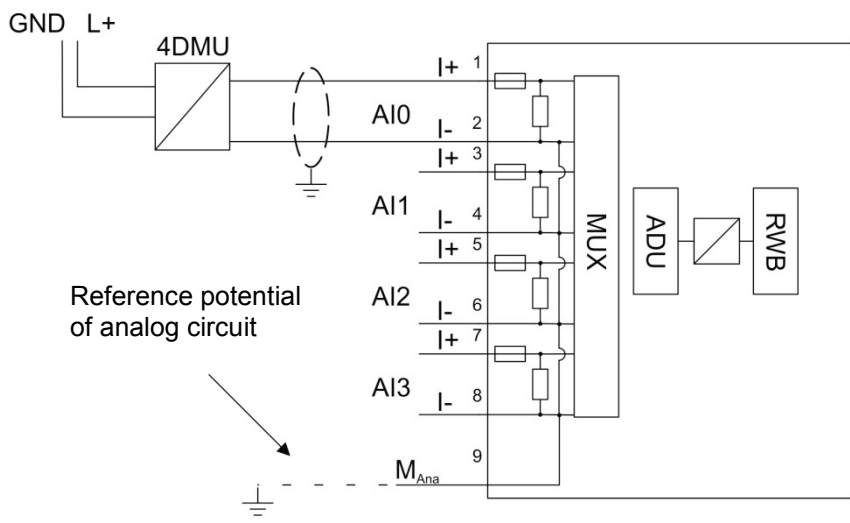 GND L+
4DMU
I+ 1
AI0
I- 2
I+ 3
AI1
I- 4
I+ 5
AI2
I- 6
I+ 7
AI3
I- 8
9
MAna
MUX
ADU
RWB
Reference potential
of analog circuit